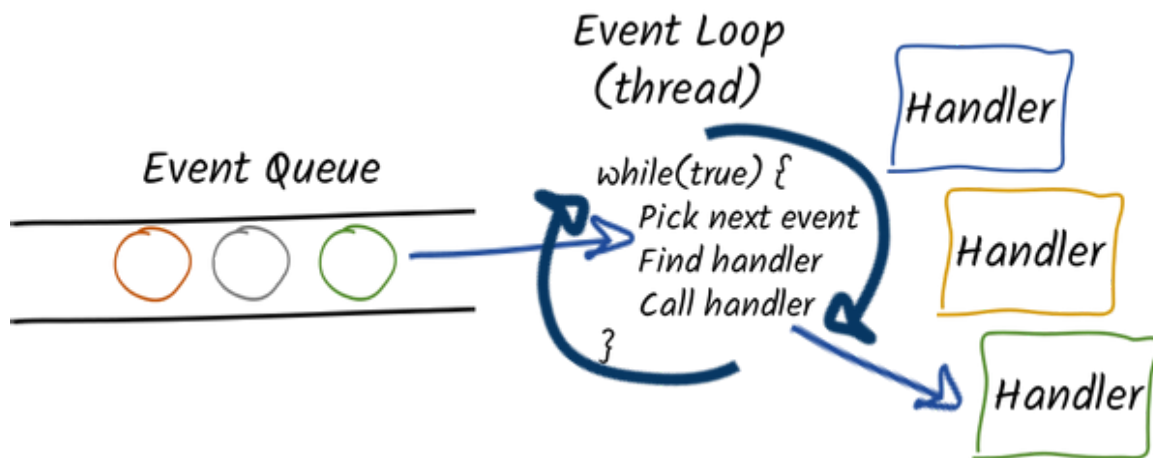 Event Queue
Event Loop
(thread)
while(true) {
Pick next event
Find handler
Call handler
}
Handler
Handler
Handler